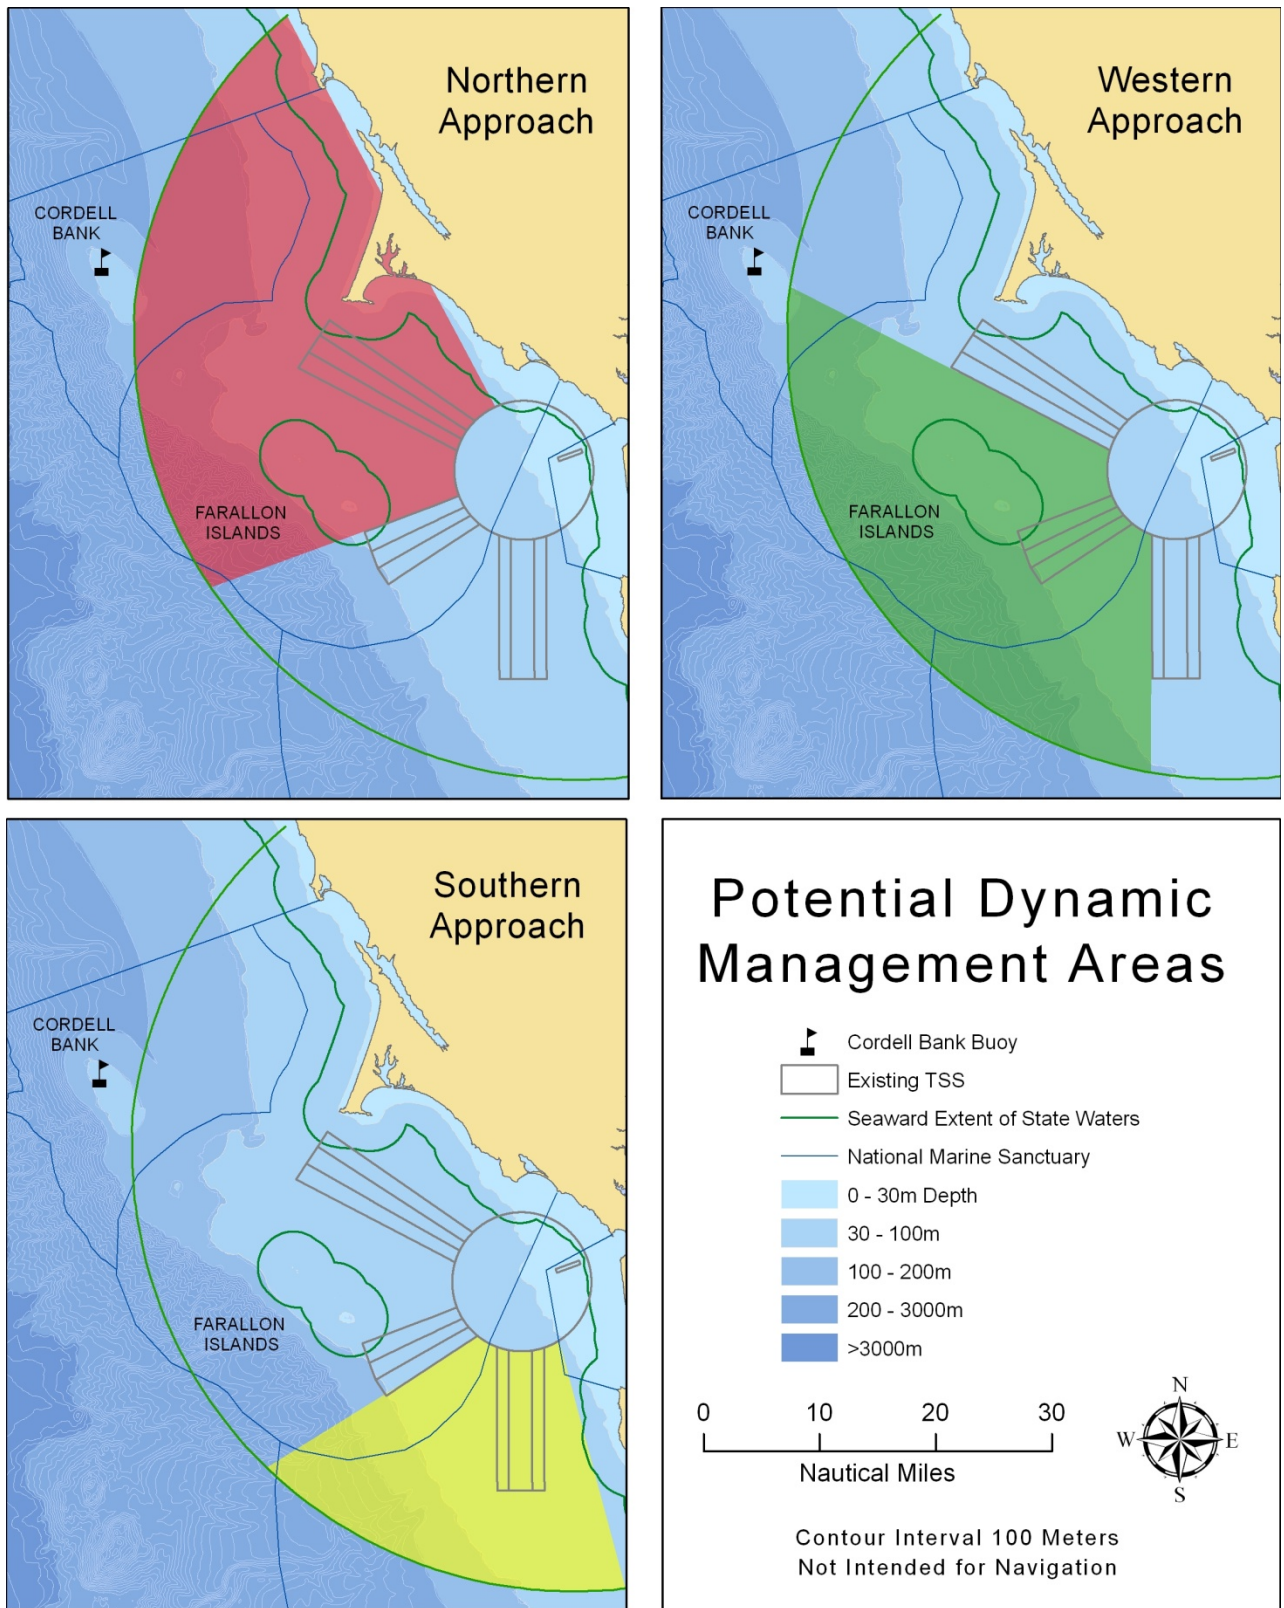 Northern
Approach
CORDELL
BANK
FARALLON
ISLANDS
Western
Approach
CORDELL
BANK
FARALLON
ISLANDS
Southern
Approach
CORDELL
BANK
FARALLON
ISLANDS
Potential Dynamic
Management Areas
Cordell Bank Buoy
Existing TSS
Seaward Extent of State Waters
National Marine Sanctuary
0 - 30m Depth
30 - 100m
100 - 200m
200 - 3000m
>3000m
0 10 20 30
Nautical Miles
N
W E
S
Contour Interval 100 Meters
Not Intended for Navigation